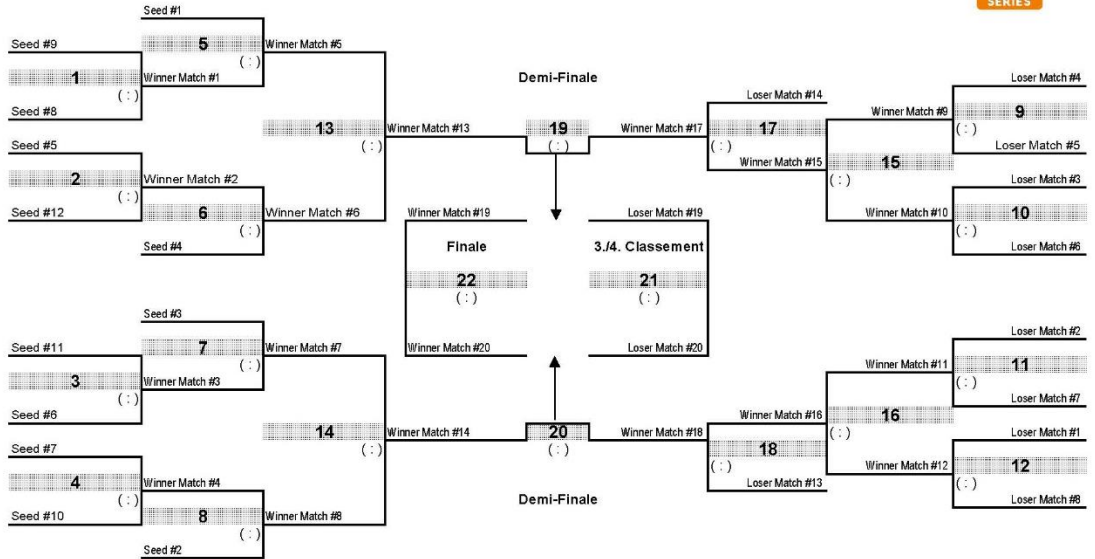 SERIES
Seed #1
Seed #9
5
Winner Match #5
( : )
1
Winner Match #1
( : )
Seed #8
13
Winner Match #13
( : )
Seed #5
2
Winner Match #2
( : )
Seed #12
6
Winner Match #6
( : )
Seed #4
Demi-Finale
19
( : )
Loser Match #14
Winner Match #17
17
( : )
Winner Match #15
Loser Match #4
Winner Match #9
9
( : )
Loser Match #5
15
( : )
Loser Match #3
Winner Match #10
10
( : )
Loser Match #6
Winner Match #19
Finale
22
( : )
Winner Match #20
Loser Match #19
3./4. Classement
21
( : )
Loser Match #20
Seed #3
Seed #11
7
Winner Match #7
( : )
3
Winner Match #3
( : )
Seed #6
14
Winner Match #14
( : )
Seed #7
4
Winner Match #4
( : )
Seed #10
8
Winner Match #8
( : )
Seed #2
20
( : )
Demi-Finale
Winner Match #16
Winner Match #18
18
( : )
Loser Match #13
Loser Match #2
Winner Match #11
11
( : )
Loser Match #7
16
( : )
Loser Match #1
Winner Match #12
12
( : )
Loser Match #8